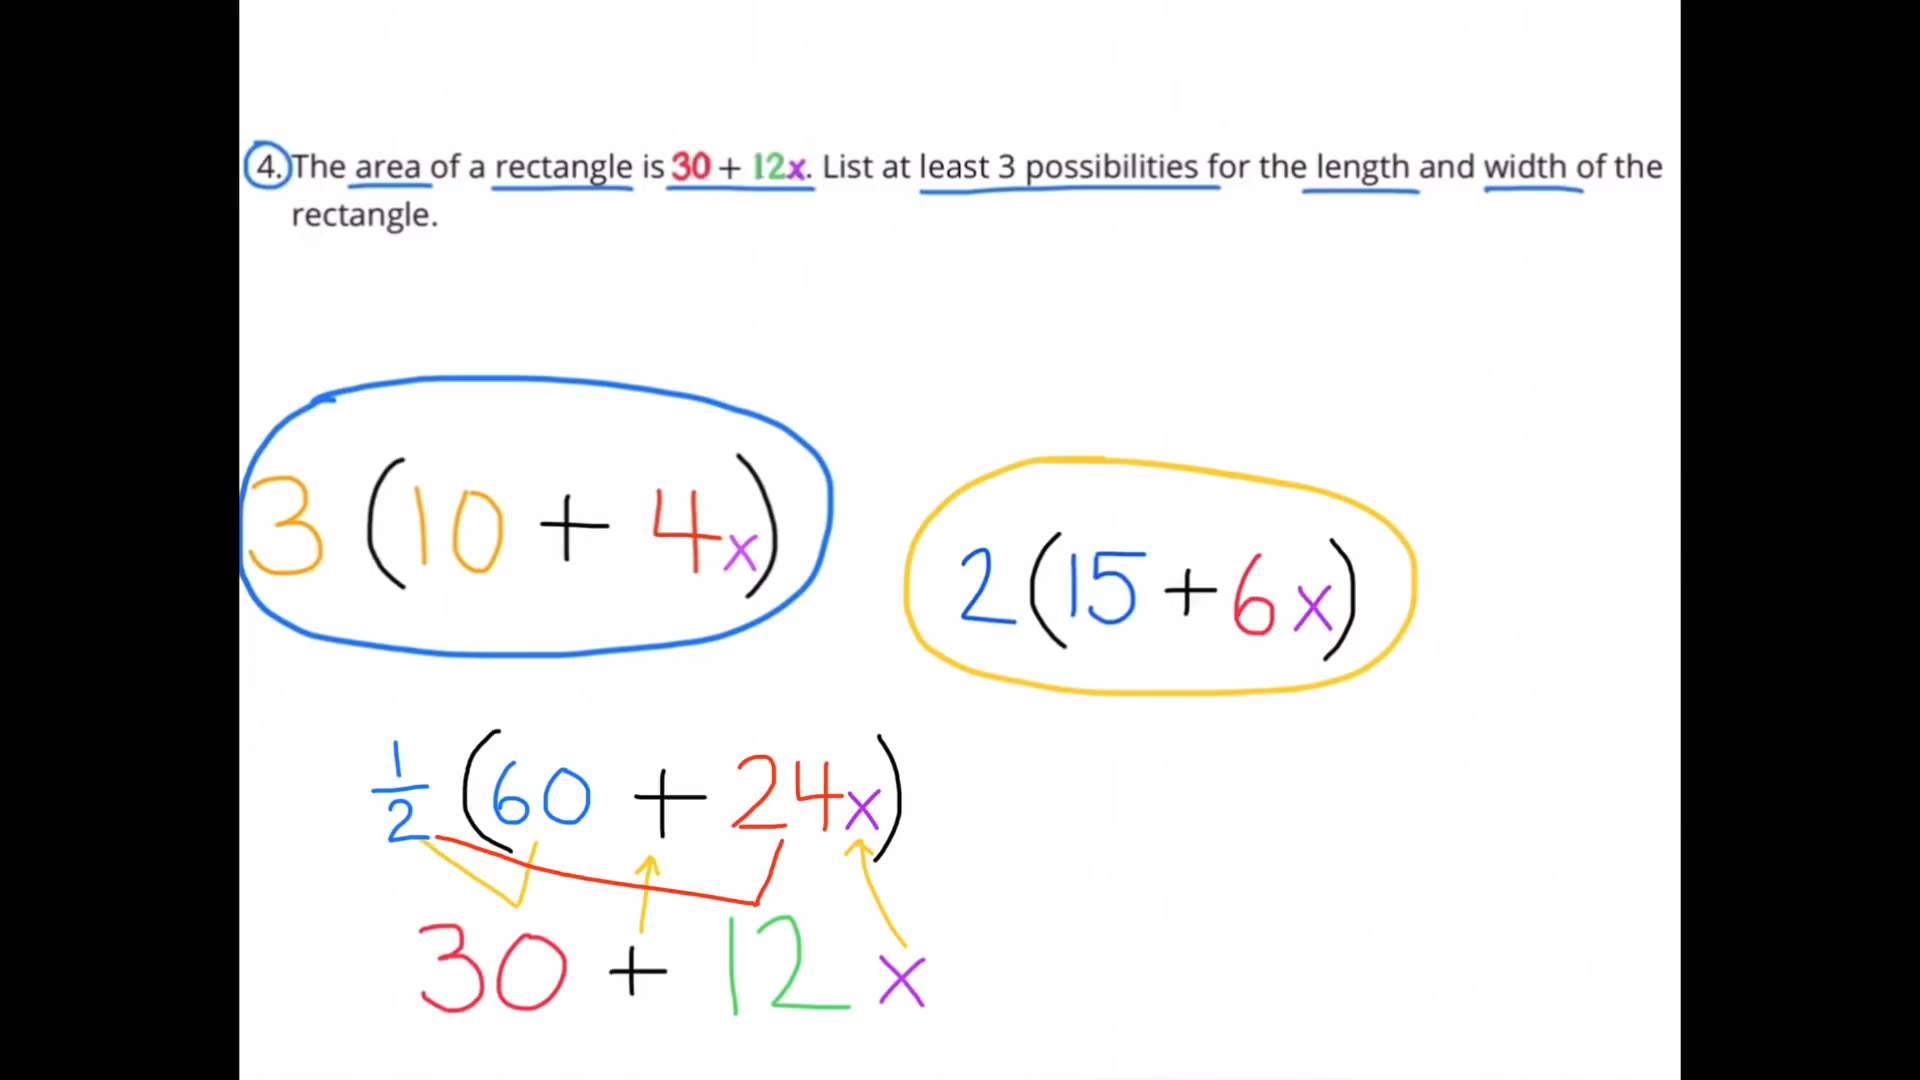 4. The area of a rectangle is 30 + 12x. List at least 3 possibilities for the length and width of the
rectangle.
3 (10 + 4x)
2(15 + 6x)
1/2 (60 + 24x)
30 + 12x